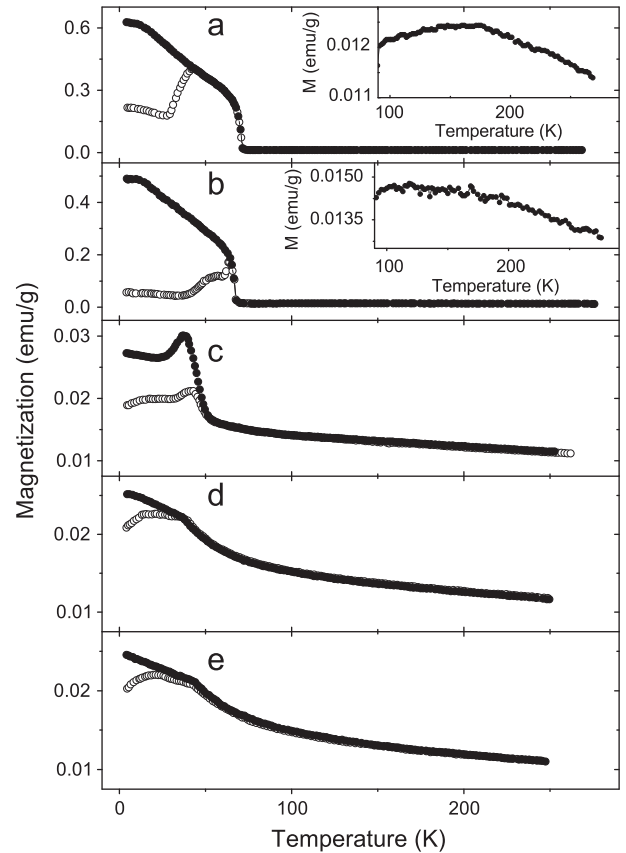 a
0.6
0.3
0.0
M (emu/g)
0.012
0.011
100
200
Temperature (K)
b
0.4
0.2
0.0
M (emu/g)
0.0150
0.0135
100
200
Temperature (K)
c
0.03
0.02
0.01
d
0.02
0.01
e
0.02
0.01
Magnetization (emu/g)
0
100
200
Temperature (K)